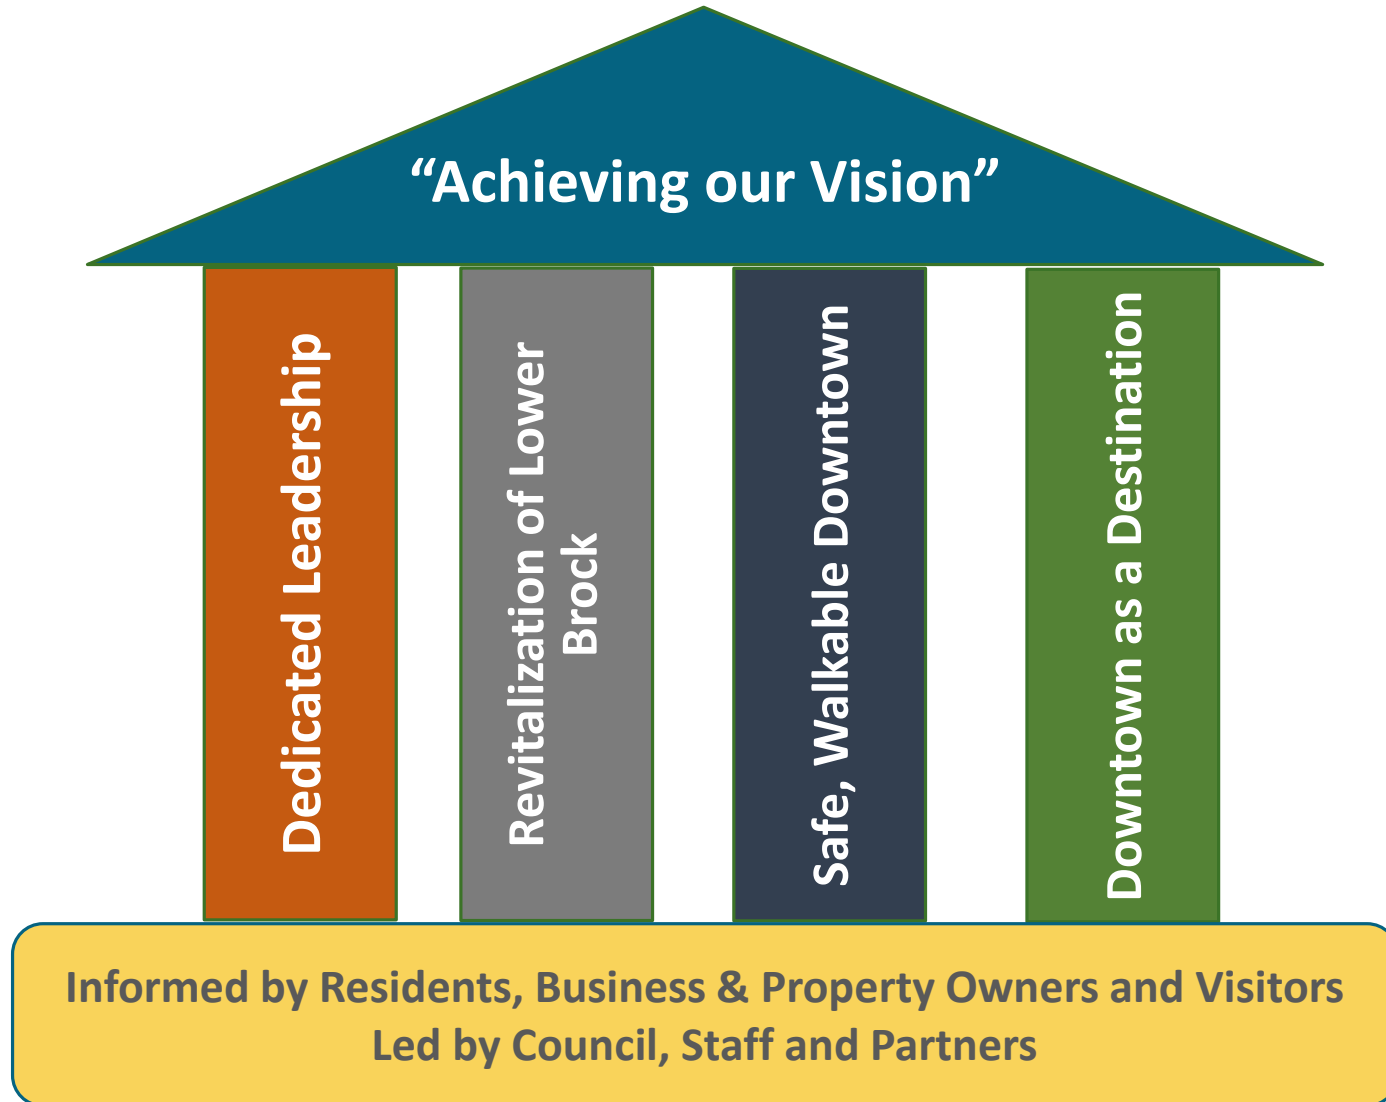 “Achieving our Vision”
Dedicated Leadership
Revitalization of Lower
Brock
Safe, Walkable Downtown
Downtown as a Destination
Informed by Residents, Business & Property Owners and Visitors
Led by Council, Staff and Partners